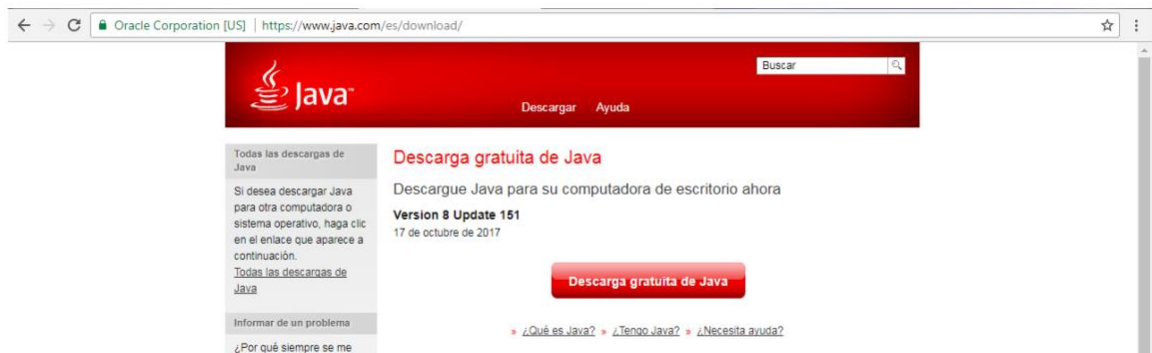 Oracle Corporation [US] | https://www.java.com/es/download/
Java™
Buscar
Descargar Ayuda
Todas las descargas de
Java
Si desea descargar Java
para otra computadora o
sistema operativo, haga clic
en el enlace que aparece a
continuación.
Todas las descargas de
Java
Informar de un problema
¿Por qué siempre se me
Descarga gratuita de Java
Descargue Java para su computadora de escritorio ahora
Version 8 Update 151
17 de octubre de 2017
Descarga gratuita de Java
» ¿Qué es Java? » ¿Tengo Java? » ¿Necesita ayuda?